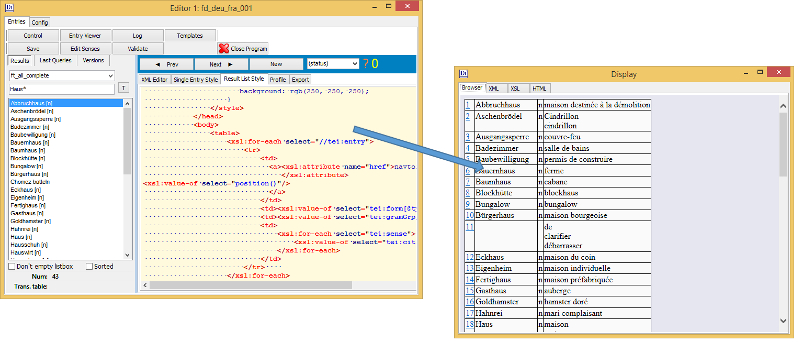 Editor 1: fd_deu_fra_001
Entries Config
Control Entry Viewer Log Templates
Save Edit Senses Validate Close Program
Results Last Queries Versions
Prev Next New (status) ? 0
ft_all_complete
XML Editor Single Entry Style Result List Style Profile Export
Haus* T
Abbruchhaus [n]
Aschenbrödel [n]
Ausgangssperre [n]
Badezimmer [n]
Baubewilligung [n]
Bauernhaus [n]
Baumhaus [n]
Blockhütte [n]
Bungalow [n]
Bürgerhaus [n]
Eckhaus [n]
Eigenheim [n]
Fertighaus [n]
Gasthaus [n]
Goldhamster [n]
Hahnrei [n]
Haus [n]
Hausschuh [n]
Hauswirt [n]
Don't empty listbox Sorted
Num: 43
Trans. table:
background: rgb(250, 250, 250);
}
</style>
</head>
<body>
<table>
<xsl:for-each select="//tei:entry">
<tr>
<td>
<a><xsl:attribute name="href">navto
</xsl:attribute>
<xsl:value-of select="position()"/>
</a>
</td>
<td><xsl:value-of select="tei:form[@ty
<td><xsl:value-of select="tei:gramGrp
<xsl:for-each select="tei:sense">
<xsl:value-of select="tei:cit
</xsl:for-each>
</td>
</tr>
</xsl:for-each>
Display
Browser XML XSL HTML
1 Abbruchhaus n maison destinée à la démolition
2 Aschenbrödel n Cindrillon
cendrillon
3 Ausgangssperre n couvre-feu
4 Badezimmer n salle de bains
5 Baubewilligung n permis de construire
6 Bauernhaus n ferme
7 Baumhaus n cabane
8 Blockhütte n blockhaus
9 Bungalow n bungalow
10 Bürgerhaus n maison bourgeoise
11 de
clarifier
débarrasser
12 Eckhaus n maison du coin
13 Eigenheim n maison individuelle
14 Fertighaus n maison préfabriquée
15 Gasthaus n auberge
16 Goldhamster n hamster doré
17 Hahnrei n mari complaisant
18 Haus n maison